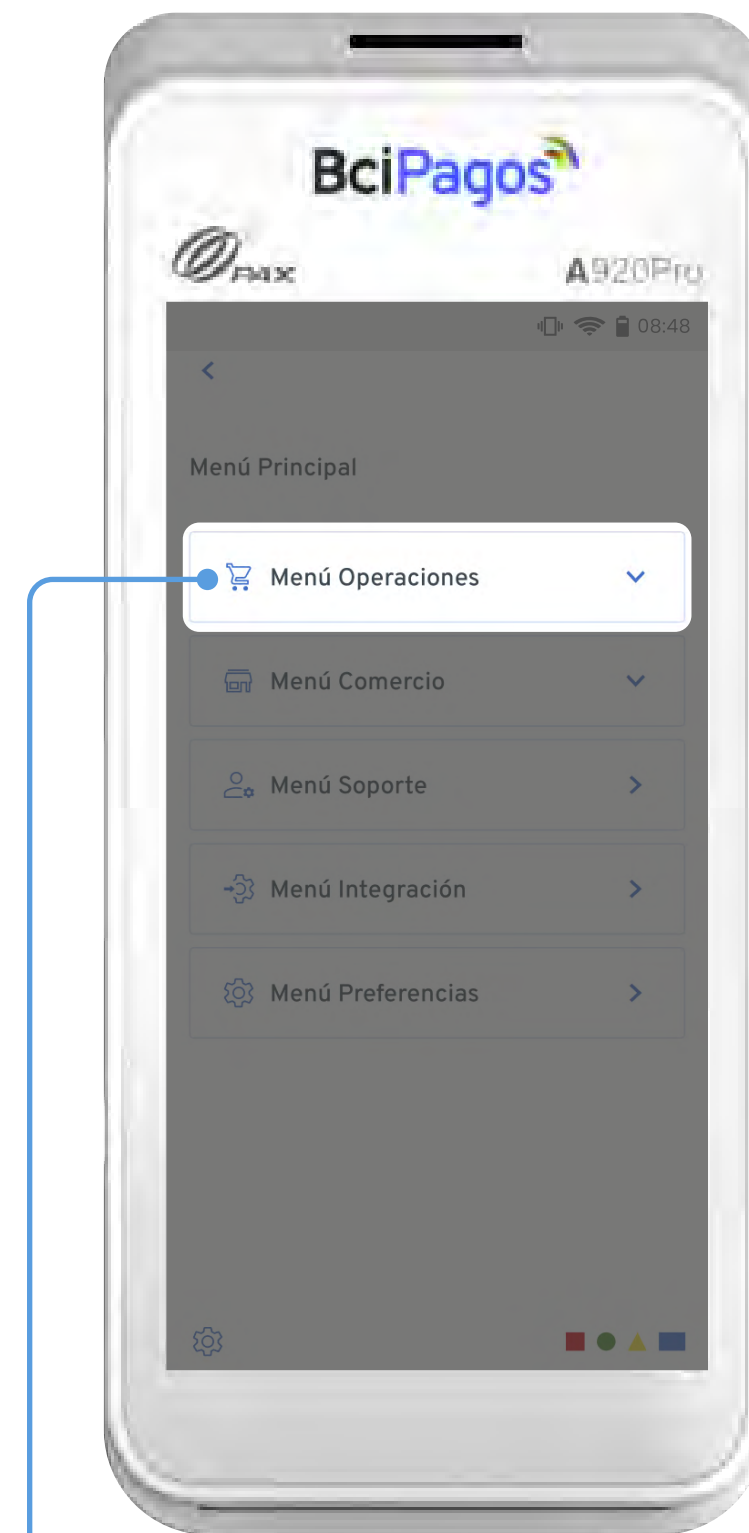 BciPagos
PAX
A920Pro
08:48
Menú Principal
Menú Operaciones
Menú Comercio
Menú Soporte
Menú Integración
Menú Preferencias